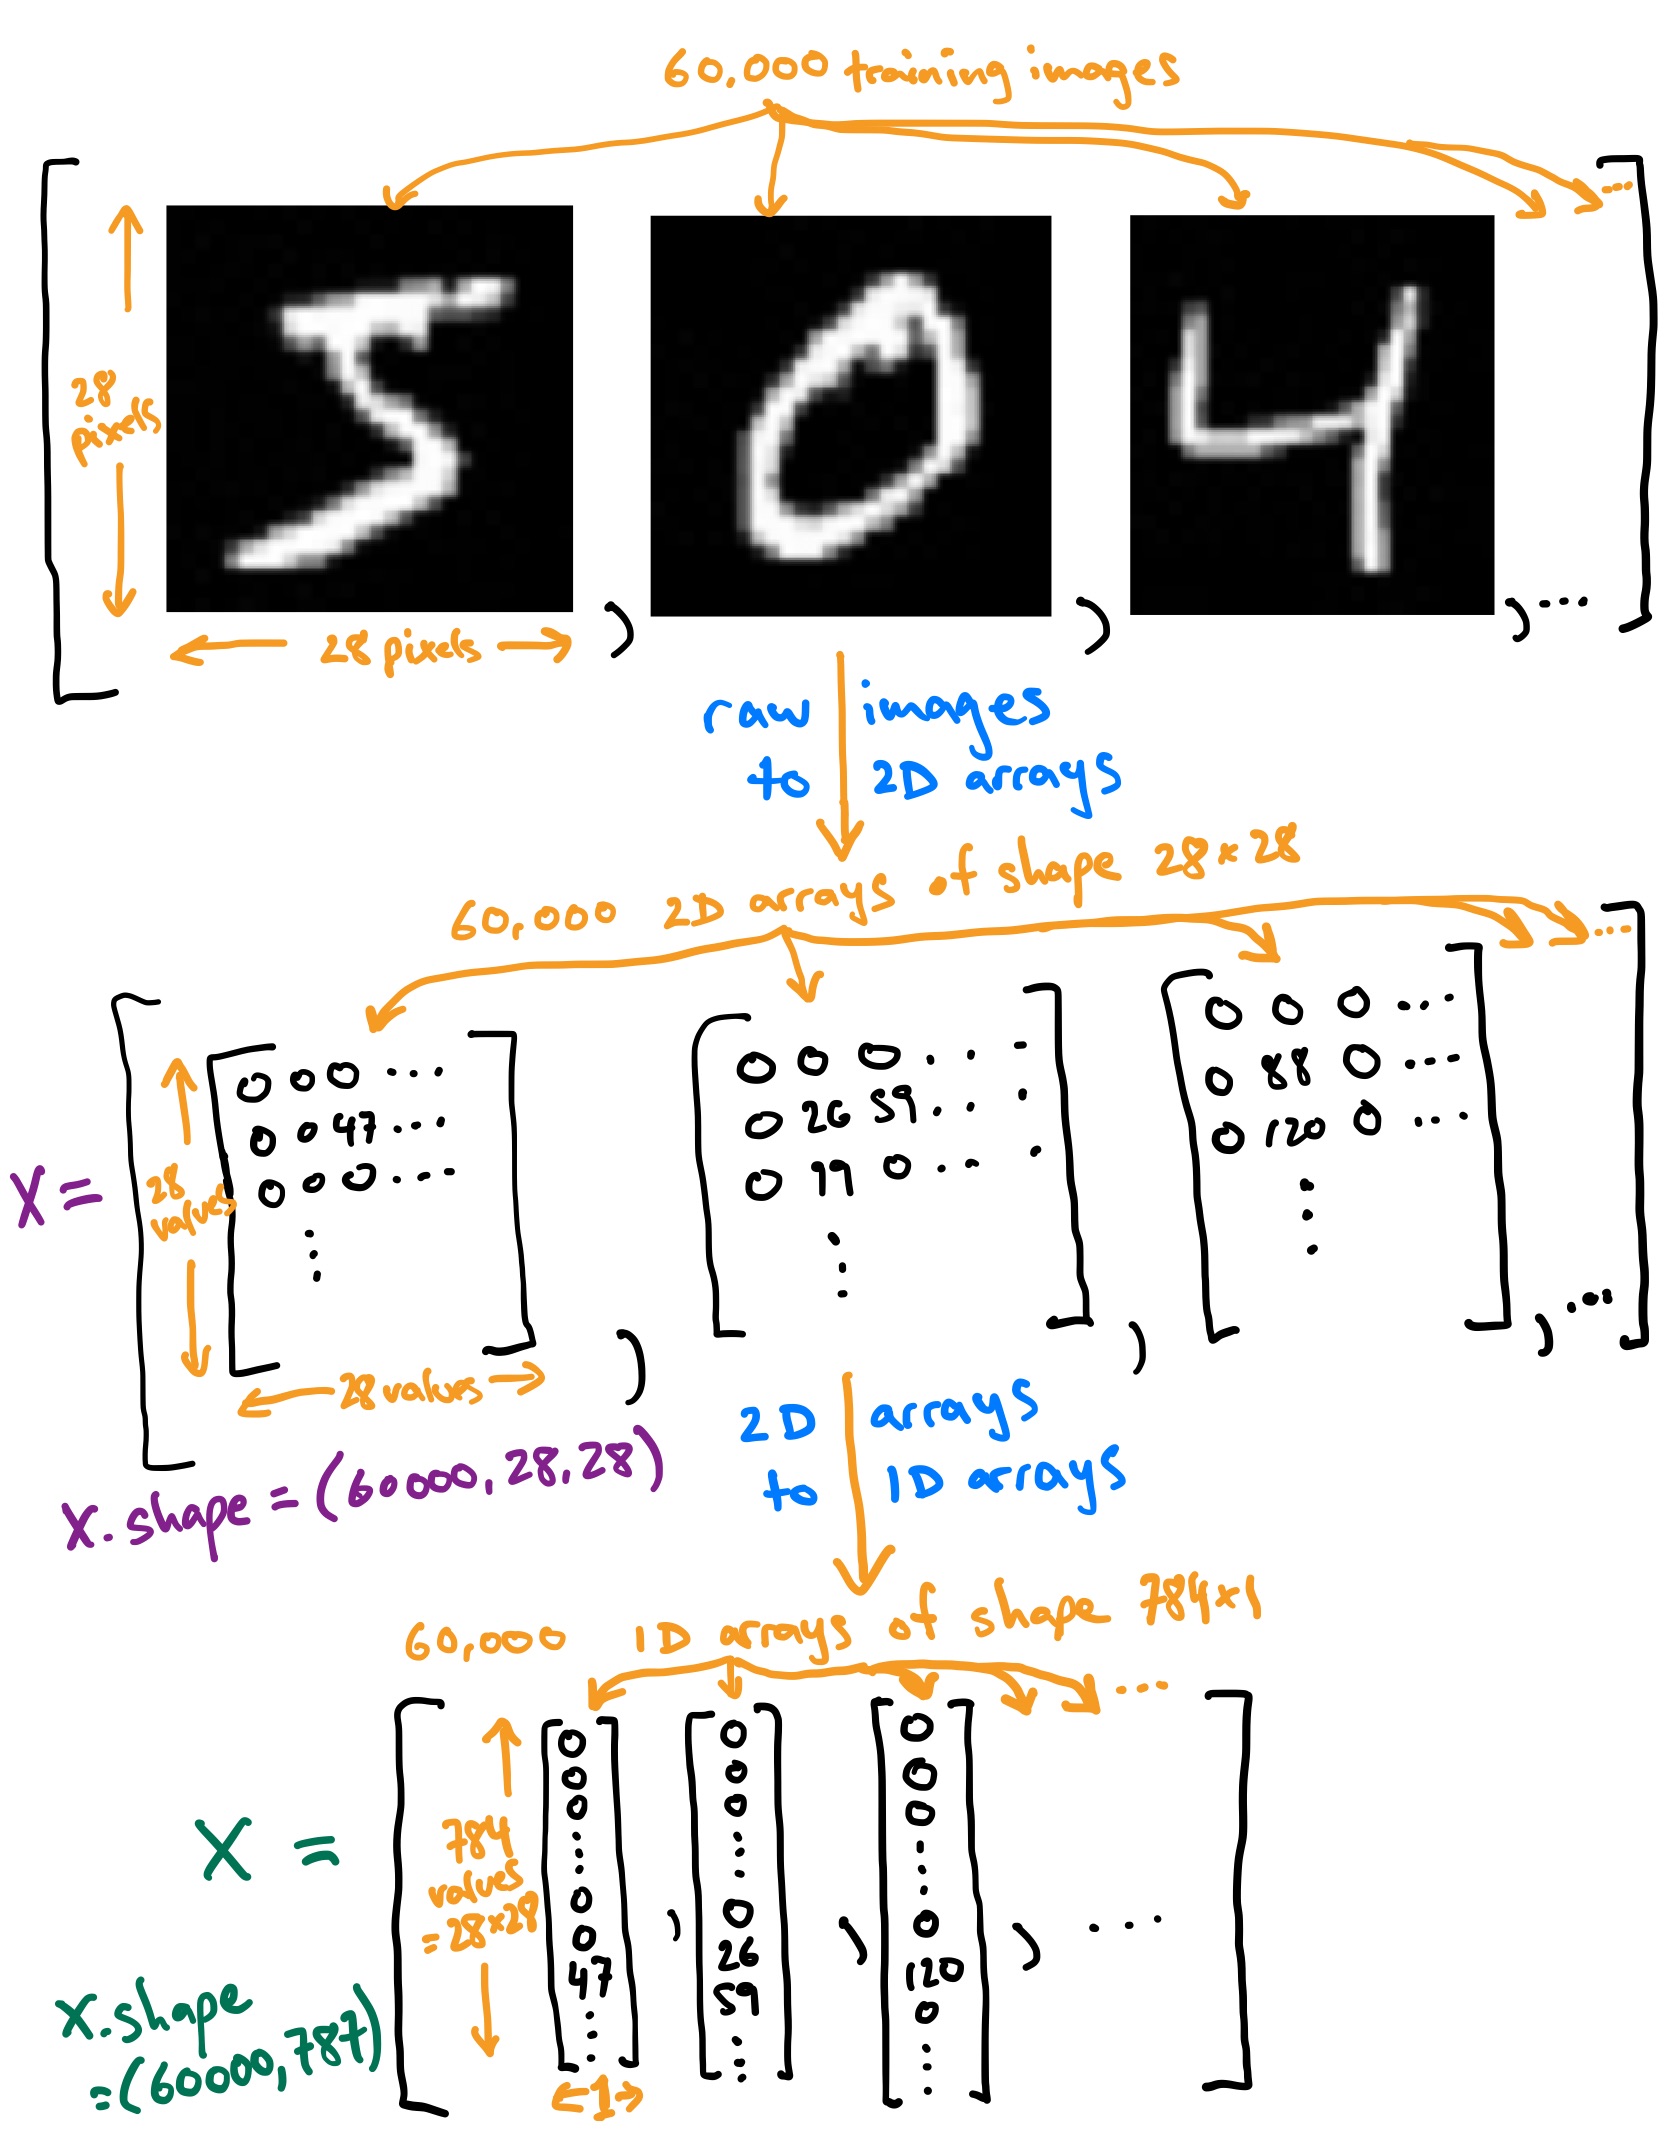 60,000 training images
...
28
pixels
28 pixels
,
,
, ...
raw images
to 2D arrays
60,000 2D arrays of shape 28×28
...
X =
28
values
0 0 0 ...
0 0 47 ...
0 0 0 ...
28 values
,
0 0 0 ...
0 26 59 ...
0 99 0 ...
,
0 0 0 ...
0 88 0 ...
0 120 0 ...
, ...
X.shape = (60000, 28, 28)
2D arrays
to 1D arrays
60,000 1D arrays of shape 784×1
...
X =
784
values
= 28×28
0
0
0
0
0
47
1
,
0
0
0
0
26
59
,
0
0
0
0
120
0
, ...
X.shape
= (60000, 787)